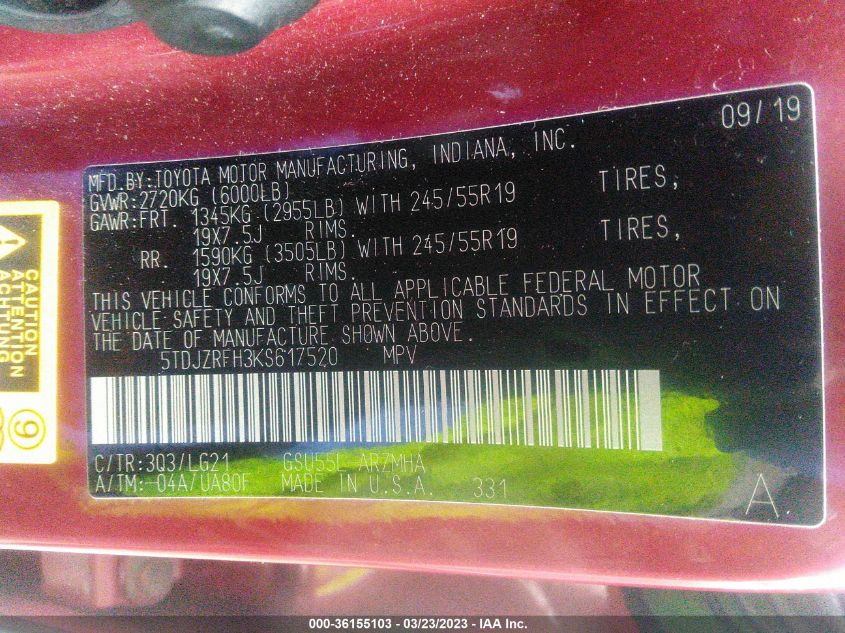 09/19
MFD.BY:TOYOTA MOTOR MANUFACTURING, INDIANA, INC.
GVWR:2720KG (6000LB)
GAWR:FRT. 1345KG (2955LB) WITH 245/55R19 TIRES,
19X7.5J RIMS.
RR. 1590KG (3505LB) WITH 245/55R19 TIRES,
19X7.5J RIMS.
THIS VEHICLE CONFORMS TO ALL APPLICABLE FEDERAL MOTOR
VEHICLE SAFETY AND THEFT PREVENTION STANDARDS IN EFFECT ON
THE DATE OF MANUFACTURE SHOWN ABOVE.
5TDJZRFH3KS617520 MPV
C/TR:3Q3/LG21 GSU55L ARZMHA
A/TM:-04A/UA80F MADE IN U.S.A. 331
A
CAUTION
ATTENTION
ACHTUNG
9
000-36155103 - 03/23/2023 - IAA Inc.